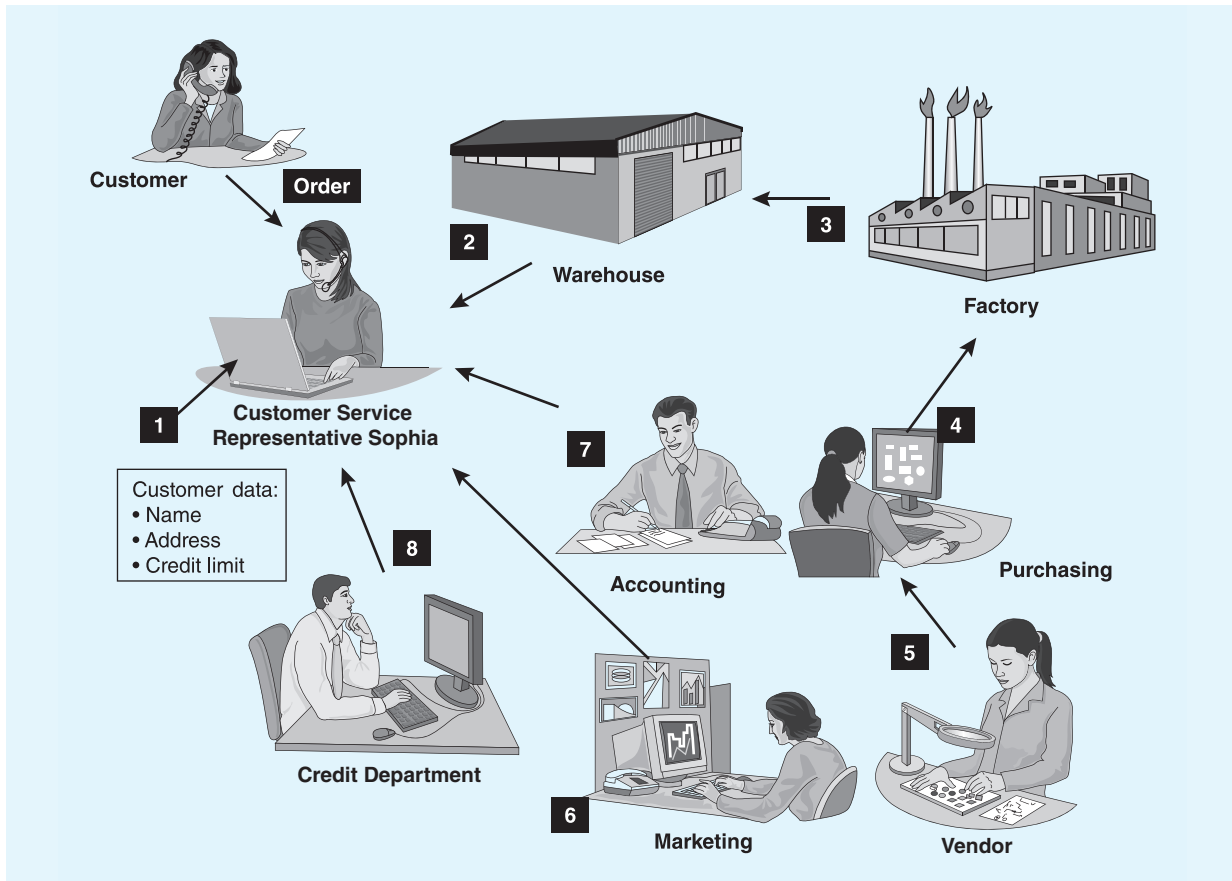 Customer
Order
2
Warehouse
3
Factory
1
Customer Service
Representative Sophia
Customer data:
• Name
• Address
• Credit limit
7
Accounting
4
Purchasing
8
Credit Department
5
6
Marketing
Vendor